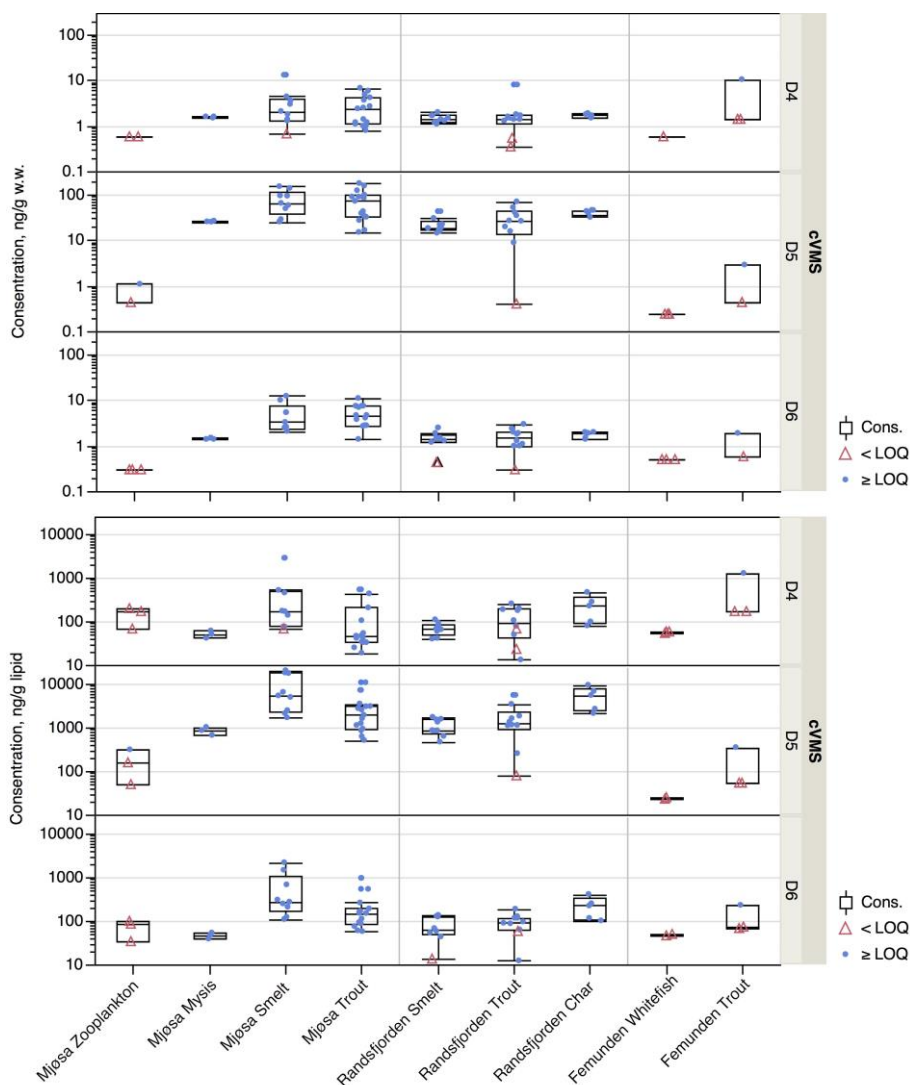 Concentration, ng/g w.w.
100
10
1
0.1
D4
100
10
1
0.1
D5
100
10
1
0.1
D6
cVMS
Cons.
< LOQ
≥ LOQ
Consentration, ng/g lipid
10000
1000
100
10
D4
10000
1000
100
10
D5
10000
1000
100
10
D6
cVMS
Cons.
< LOQ
≥ LOQ
Mjøsa Zooplankton
Mjøsa Mysis
Mjøsa Smelt
Mjøsa Trout
Randsfjorden Smelt
Randsfjorden Trout
Randsfjorden Char
Femunden Whitefish
Femunden Trout